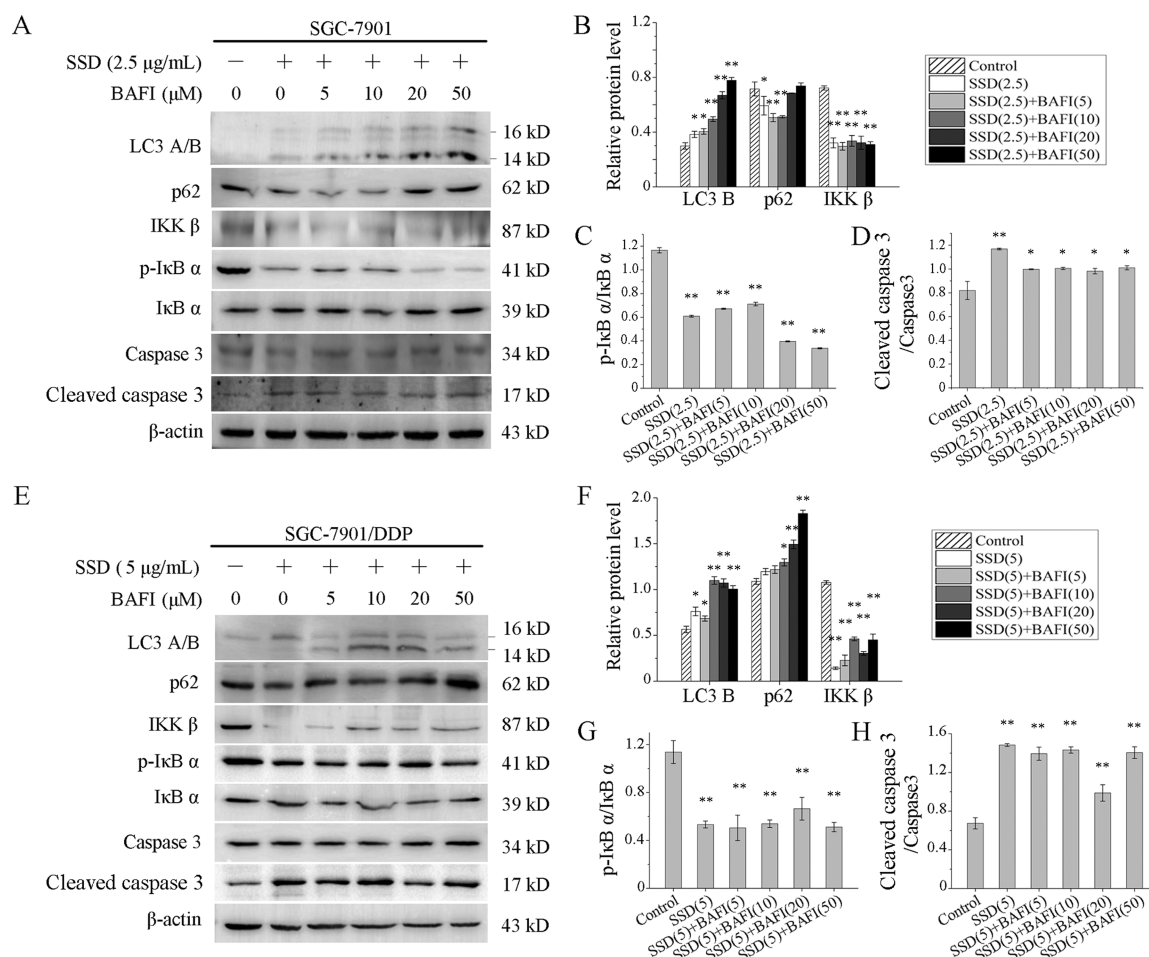 A
SGC-7901
SSD (2.5 μg/mL) — + + + + +
BAFI (μM) 0 0 5 10 20 50
LC3 A/B
16 kD
14 kD
p62 62 kD
IKK β 87 kD
p-IκB α 41 kD
IκB α 39 kD
Caspase 3 34 kD
Cleaved caspase 3 17 kD
β-actin 43 kD
B
Relative protein level
1.2
0.8
0.4
0
* ** ** ** ** ** ** ** ** ** ** ** **
LC3 B p62 IKK β
Control
SSD(2.5)
SSD(2.5)+BAFI(5)
SSD(2.5)+BAFI(10)
SSD(2.5)+BAFI(20)
SSD(2.5)+BAFI(50)
C
p-IκB α/IκB α
1.2
1.0
0.8
0.6
0.4
0.2
0
** ** ** ** **
Control
SSD(2.5)
SSD(2.5)+BAFI(5)
SSD(2.5)+BAFI(10)
SSD(2.5)+BAFI(20)
SSD(2.5)+BAFI(50)
D
Cleaved caspase 3
/Caspase3
1.2
1.0
0.8
0.6
0.4
0.2
0
** * * * *
Control
SSD(2.5)
SSD(2.5)+BAFI(5)
SSD(2.5)+BAFI(10)
SSD(2.5)+BAFI(20)
SSD(2.5)+BAFI(50)
E
SGC-7901/DDP
SSD ( 5 μg/mL) — + + + + +
BAFI (μM) 0 0 5 10 20 50
LC3 A/B
16 kD
14 kD
p62 62 kD
IKK β 87 kD
p-IκB α 41 kD
IκB α 39 kD
Caspase 3 34 kD
Cleaved caspase 3 17 kD
β-actin 43 kD
F
Relative protein level
2.0
1.5
1.0
0.5
0
* * ** ** ** * ** ** ** ** ** ** **
LC3 B p62 IKK β
Control
SSD(5)
SSD(5)+BAFI(5)
SSD(5)+BAFI(10)
SSD(5)+BAFI(20)
SSD(5)+BAFI(50)
G
p-IκB α/IκB α
1.2
0.8
0.4
0
** ** ** ** **
Control
SSD(5)
SSD(5)+BAFI(5)
SSD(5)+BAFI(10)
SSD(5)+BAFI(20)
SSD(5)+BAFI(50)
H
Cleaved caspase 3
/Caspase3
1.6
1.2
0.8
0.4
0
** ** ** ** **
Control
SSD(5)
SSD(5)+BAFI(5)
SSD(5)+BAFI(10)
SSD(5)+BAFI(20)
SSD(5)+BAFI(50)